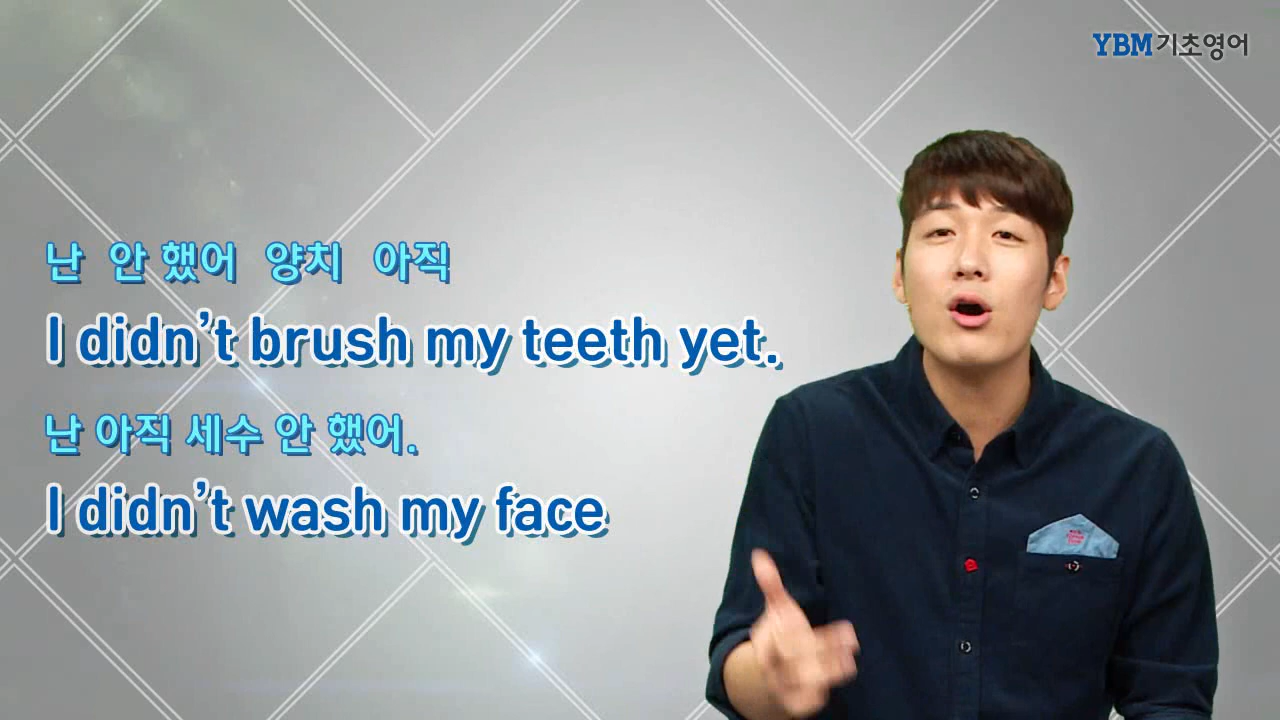 YBM기초영어
난 안 했어 양치 아직
I didn't brush my teeth yet.
난 아직 세수 안 했어.
I didn't wash my face